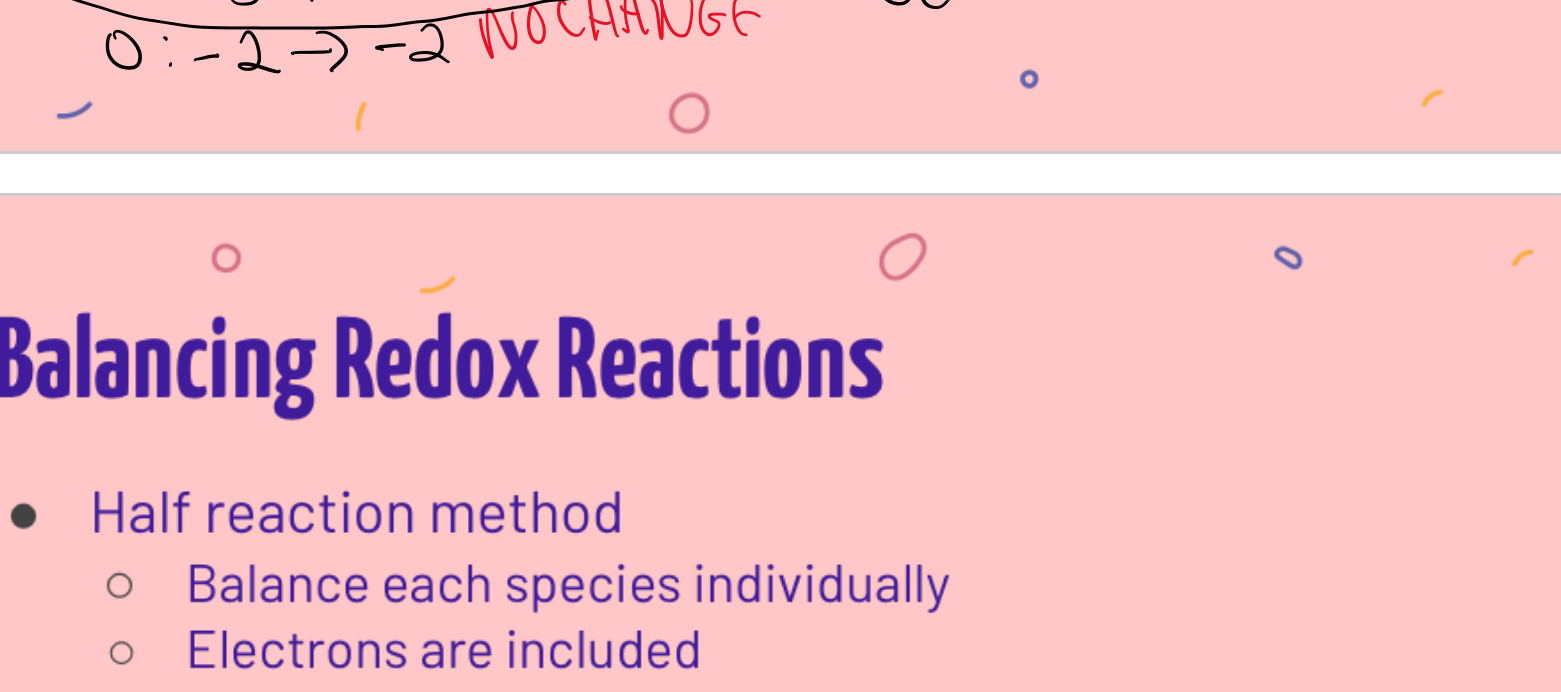 O : -2 → -2 NO CHANGE
Balancing Redox Reactions
● Half reaction method
○ Balance each species individually
○ Electrons are included